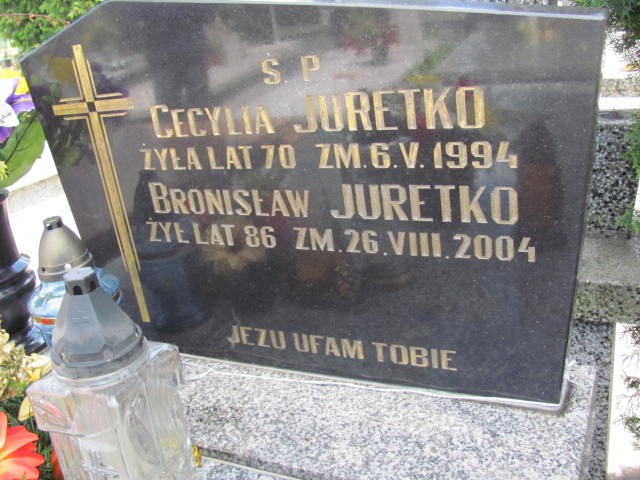 Ś P
CECYLIA JURETKO
ŻYŁA LAT 70 ZM. 6. V. 1994
BRONISŁAW JURETKO
ŻYŁ LAT 86 ZM. 26. VIII. 2004
JEZU UFAM TOBIE